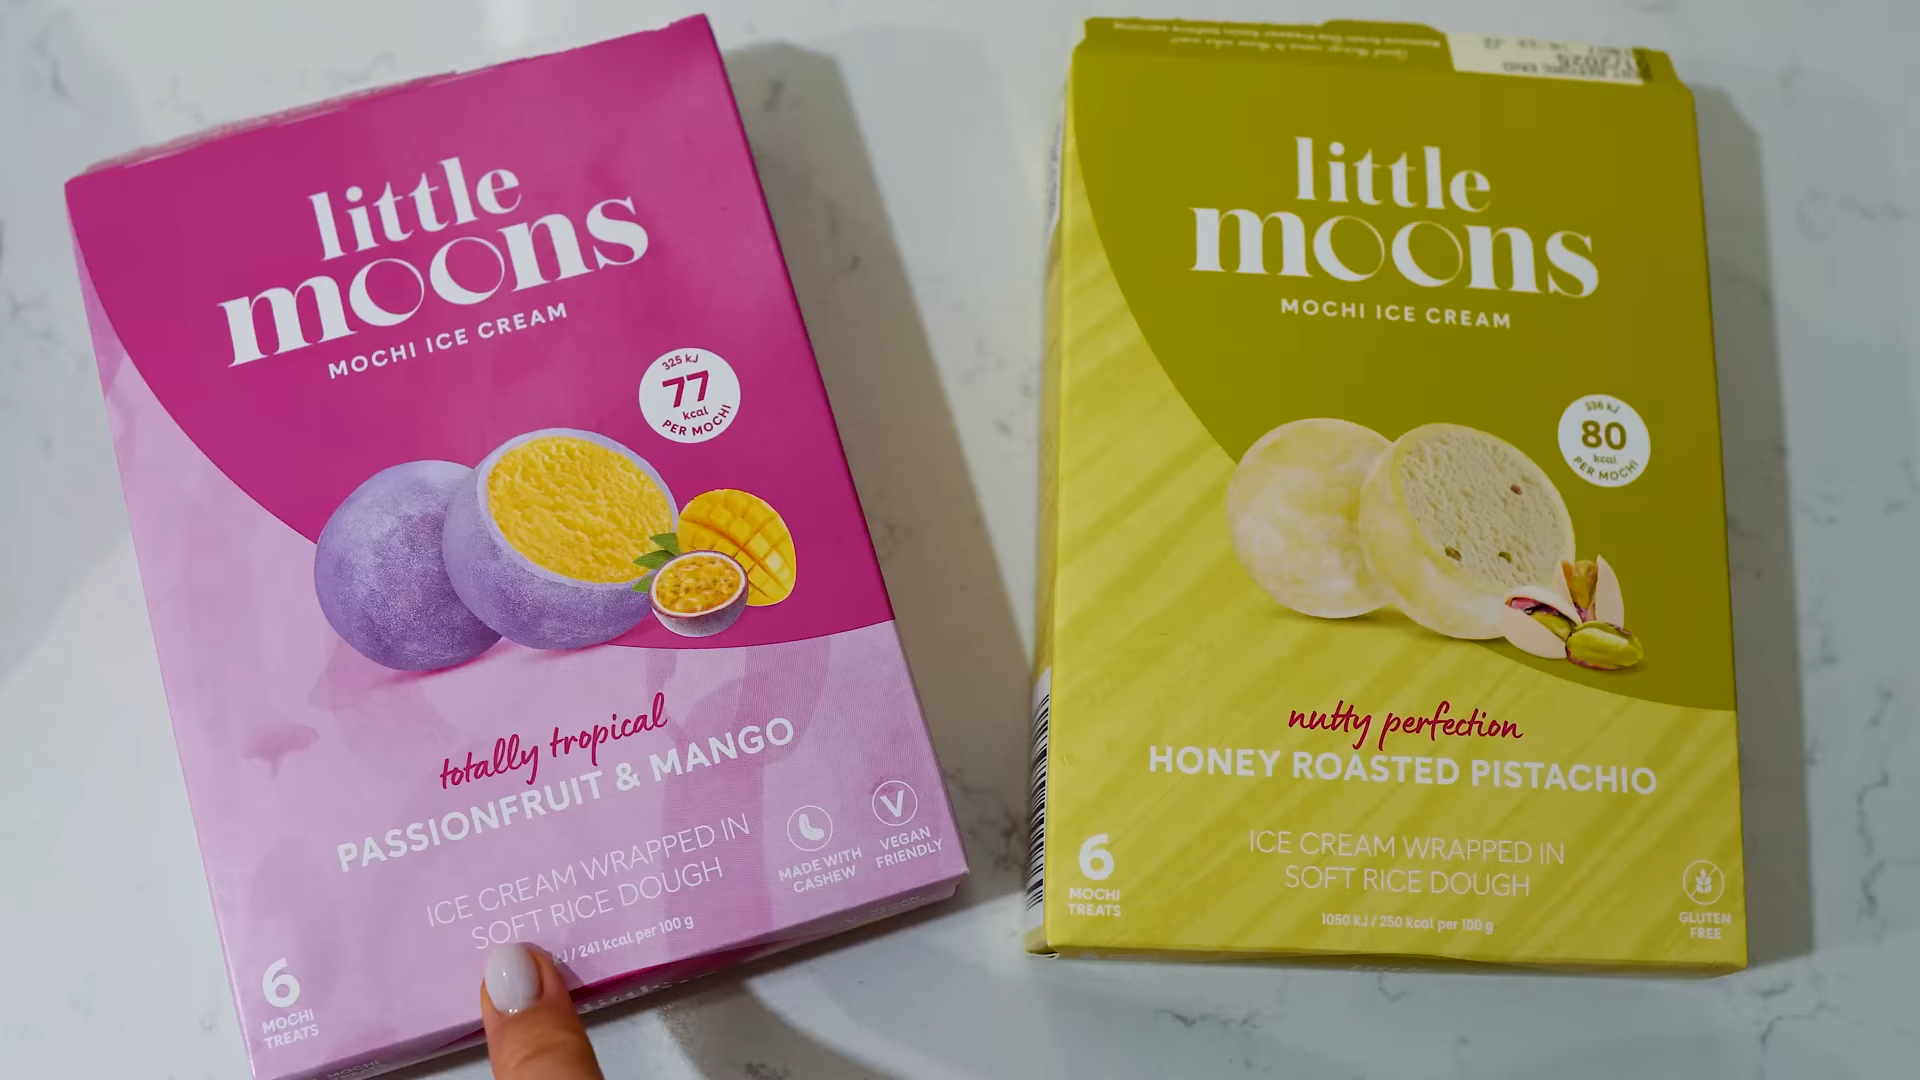 little
moons
MOCHI ICE CREAM
325 kJ
77
kcal
PER MOCHI
totally tropical
PASSIONFRUIT & MANGO
ICE CREAM WRAPPED IN
SOFT RICE DOUGH
kJ / 241 kcal per 100 g
MADE WITH
CASHEW
V
VEGAN
FRIENDLY
6
MOCHI
TREATS
little
moons
MOCHI ICE CREAM
336 kJ
80
kcal
PER MOCHI
nutty perfection
HONEY ROASTED PISTACHIO
ICE CREAM WRAPPED IN
SOFT RICE DOUGH
1050 kJ / 250 kcal per 100 g
6
MOCHI
TREATS
GLUTEN
FREE